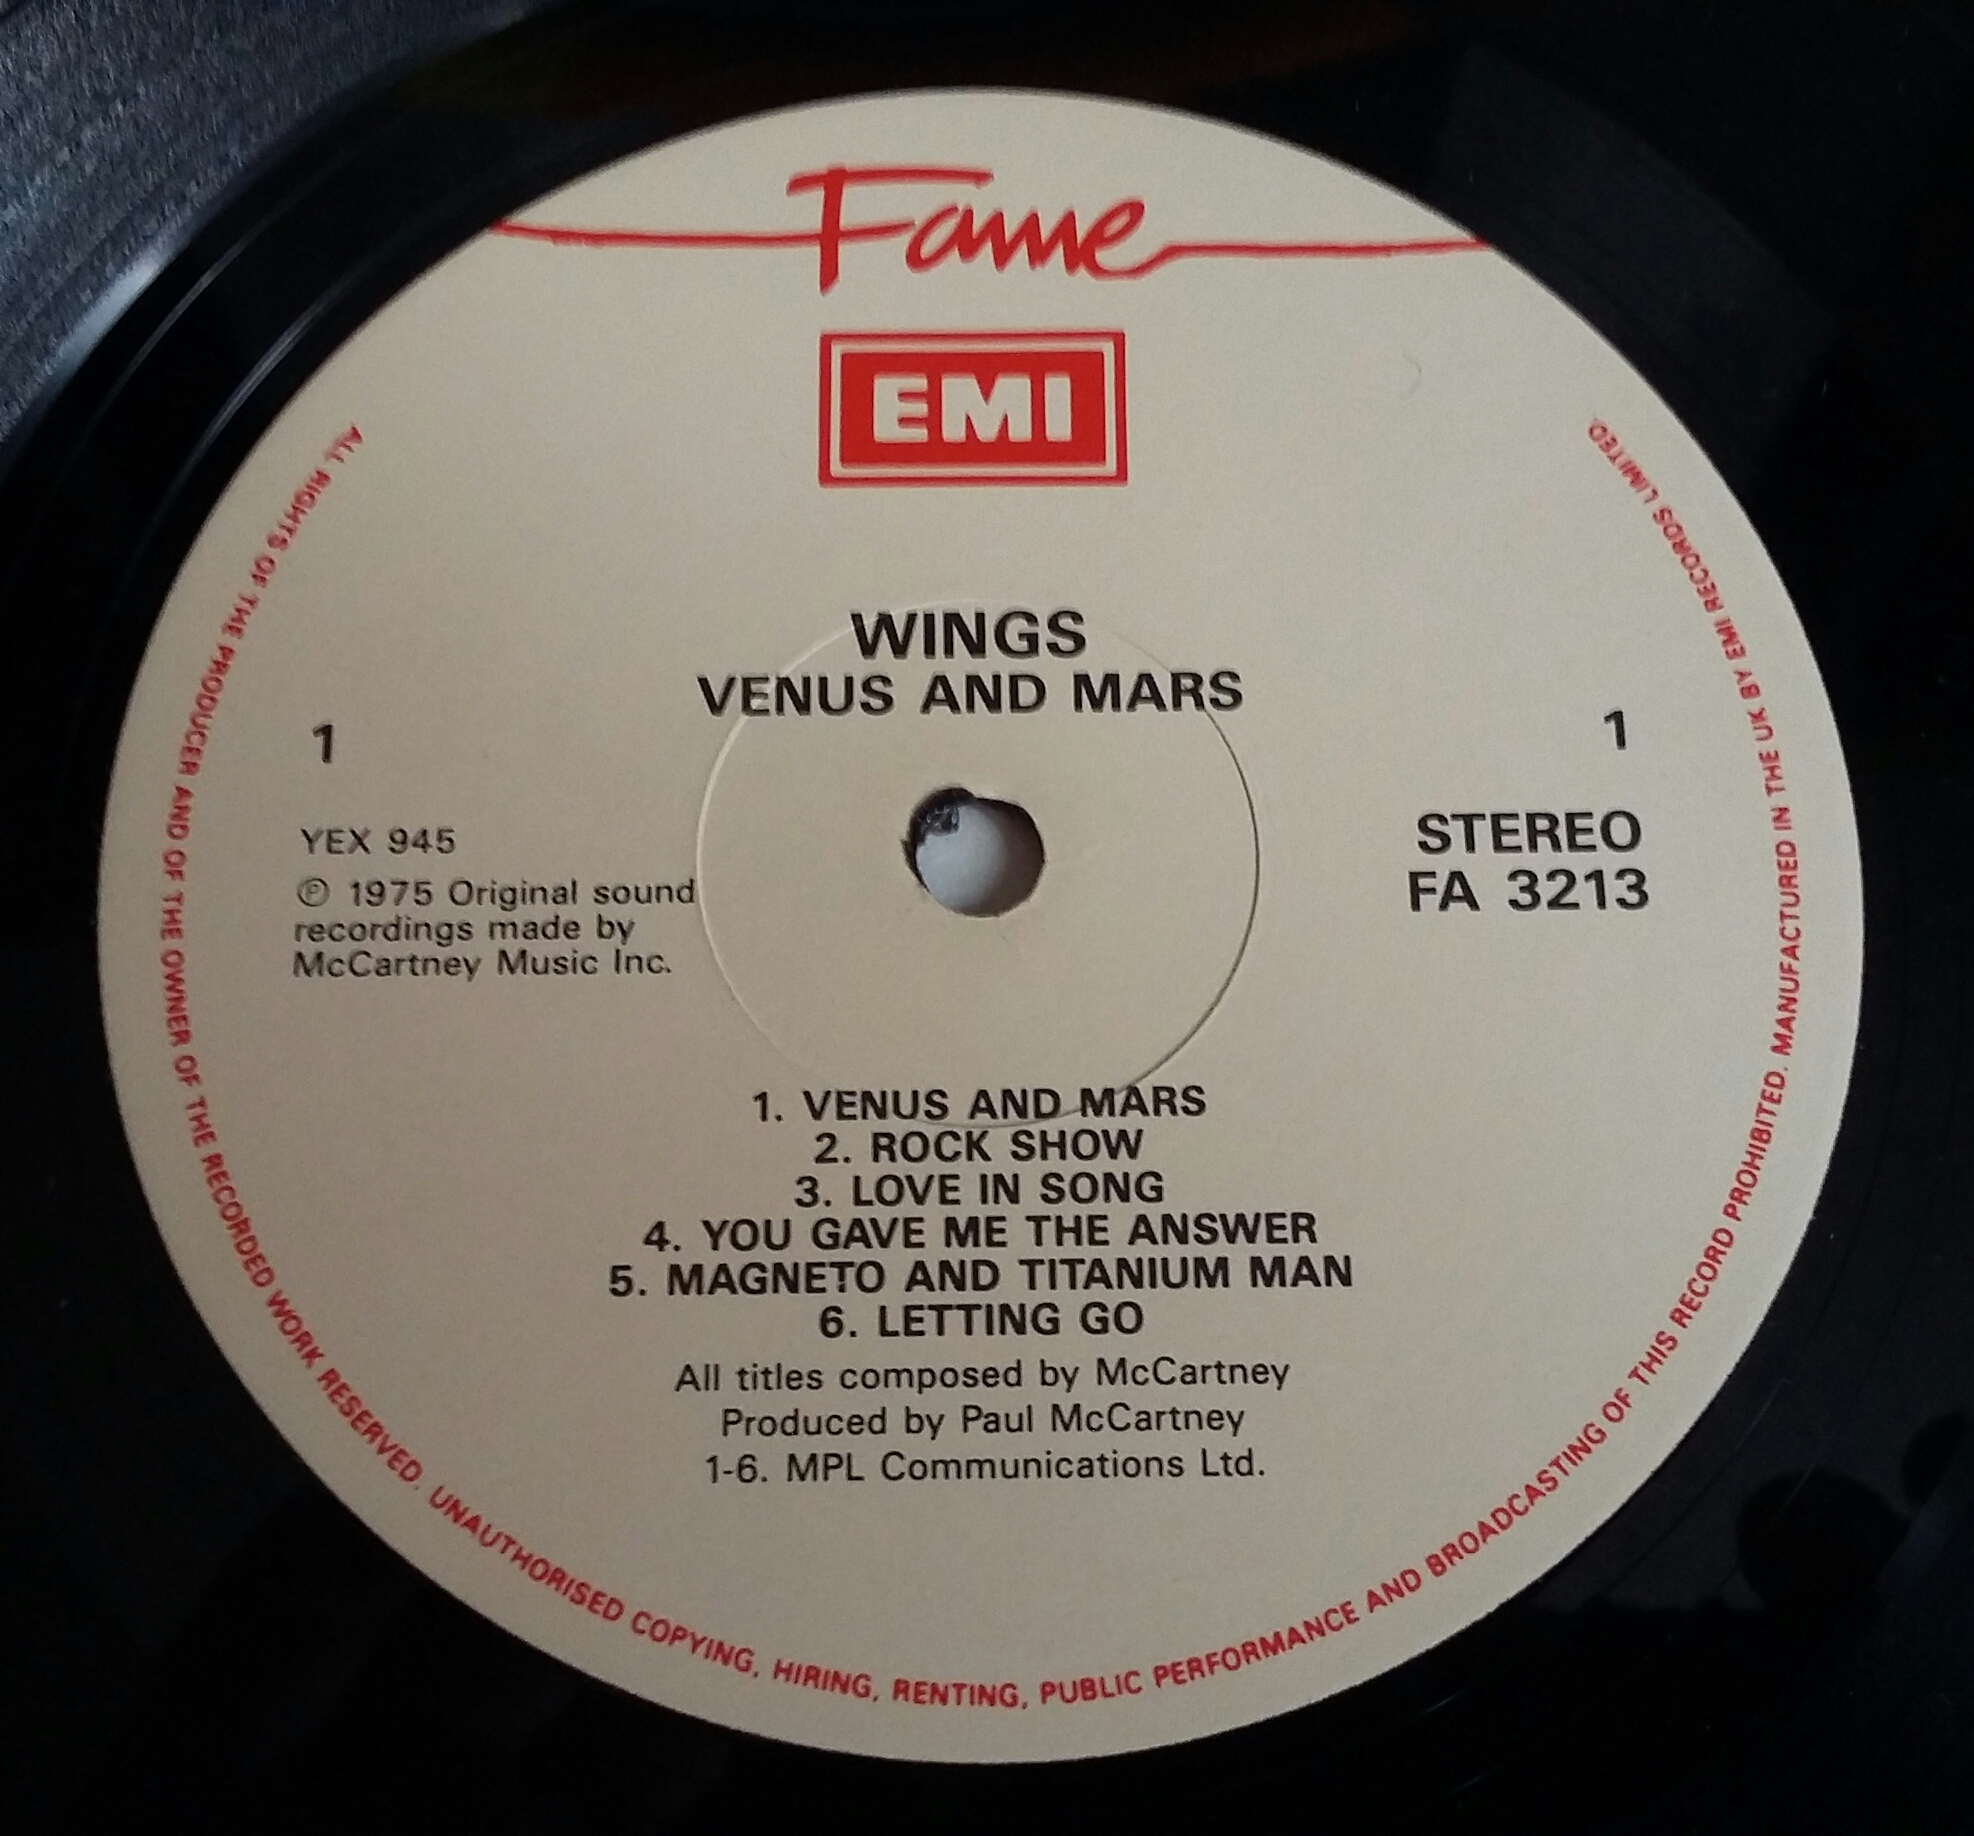 Fame
EMI
WINGS
VENUS AND MARS
1
1
YEX 945
℗ 1975 Original sound
recordings made by
McCartney Music Inc.
STEREO
FA 3213
1. VENUS AND MARS
2. ROCK SHOW
3. LOVE IN SONG
4. YOU GAVE ME THE ANSWER
5. MAGNETO AND TITANIUM MAN
6. LETTING GO
All titles composed by McCartney
Produced by Paul McCartney
1-6. MPL Communications Ltd.
ALL RIGHTS OF THE PRODUCER AND OF THE OWNER OF THE RECORDED WORK RESERVED. UNAUTHORISED COPYING, HIRING, RENTING, PUBLIC PERFORMANCE AND BROADCASTING OF THIS RECORD PROHIBITED. MANUFACTURED IN THE UK BY EMI RECORDS LIMITED.